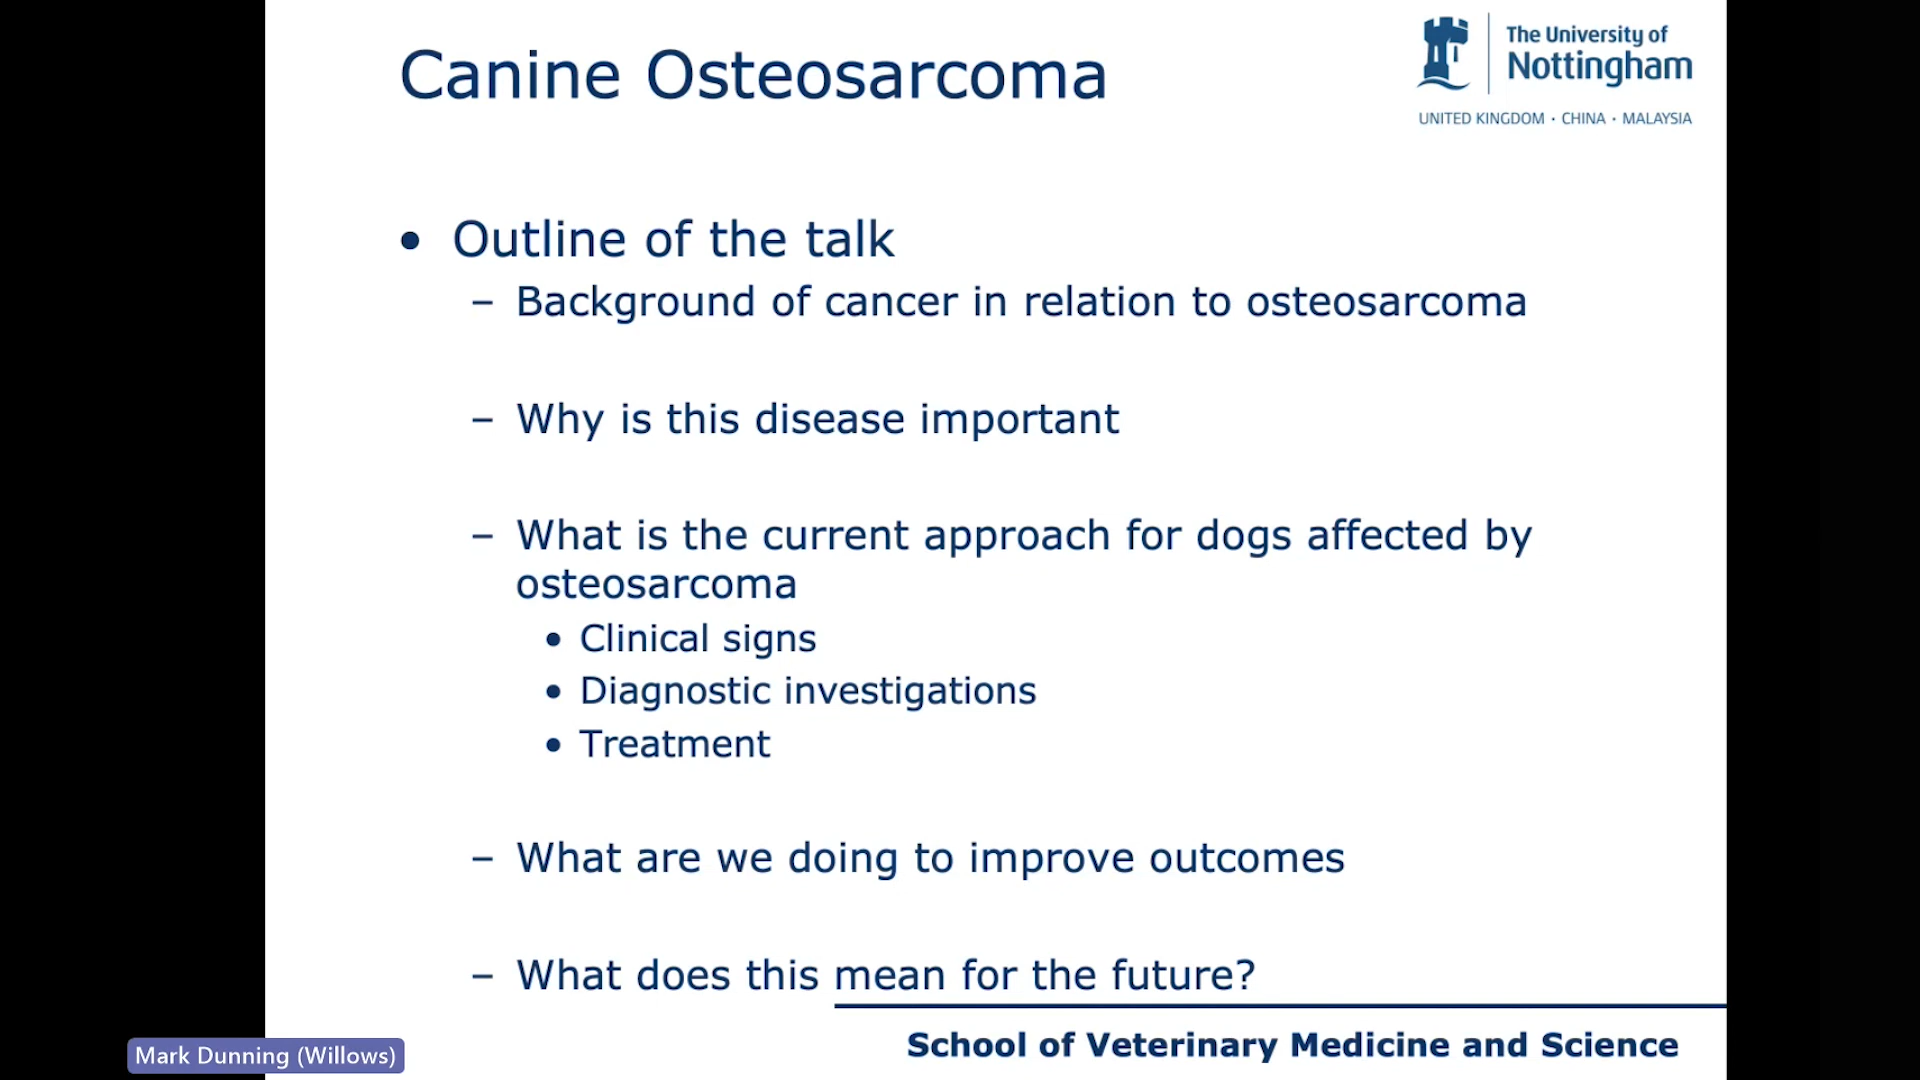 Canine Osteosarcoma
The University of
Nottingham
UNITED KINGDOM · CHINA · MALAYSIA
• Outline of the talk
– Background of cancer in relation to osteosarcoma
– Why is this disease important
– What is the current approach for dogs affected by
osteosarcoma
• Clinical signs
• Diagnostic investigations
• Treatment
– What are we doing to improve outcomes
– What does this mean for the future?
School of Veterinary Medicine and Science
Mark Dunning (Willows)